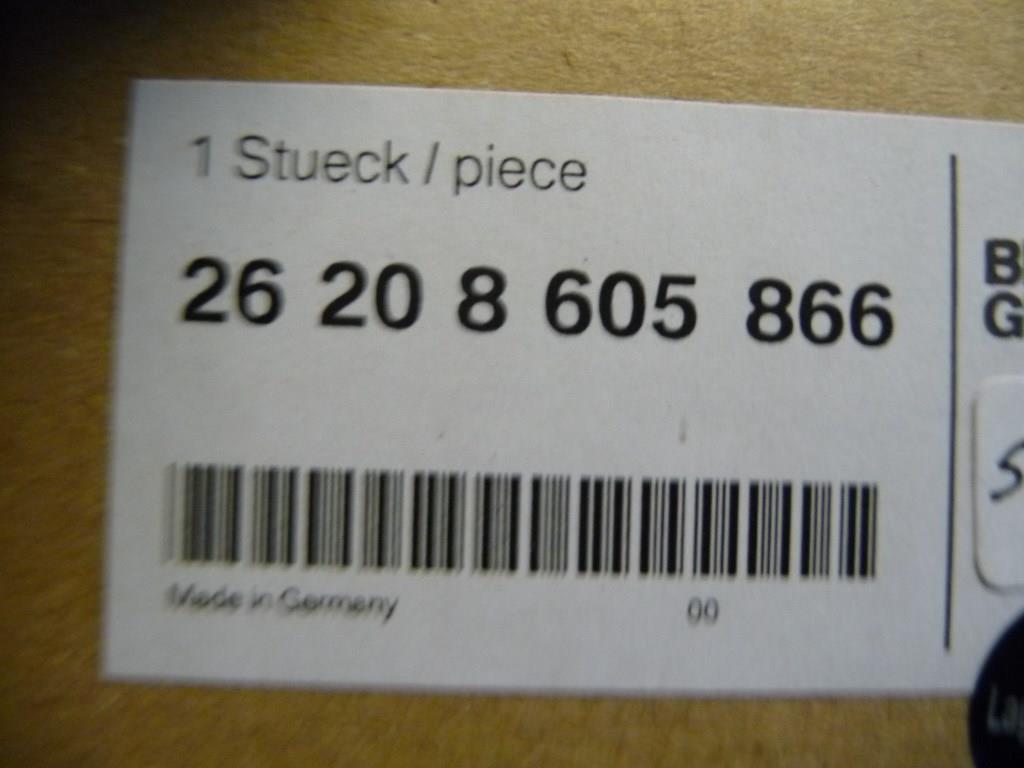 1 Stueck / piece
26 20 8 605 866
Made in Germany 00